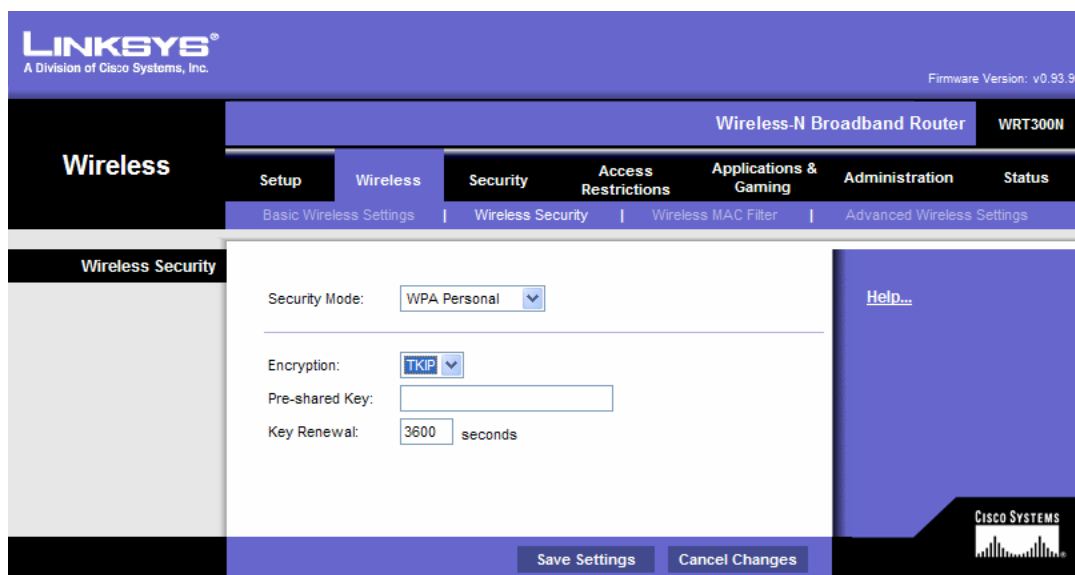 LINKSYS®
A Division of Cisco Systems, Inc.
Firmware Version: v0.93.9
Wireless-N Broadband Router WRT300N
Wireless
Setup Wireless Security Access Restrictions Applications & Gaming Administration Status
Basic Wireless Settings | Wireless Security | Wireless MAC Filter | Advanced Wireless Settings
Wireless Security
Security Mode: WPA Personal
Help...
Encryption: TKIP
Pre-shared Key:
Key Renewal: 3600 seconds
CISCO SYSTEMS
Save Settings Cancel Changes